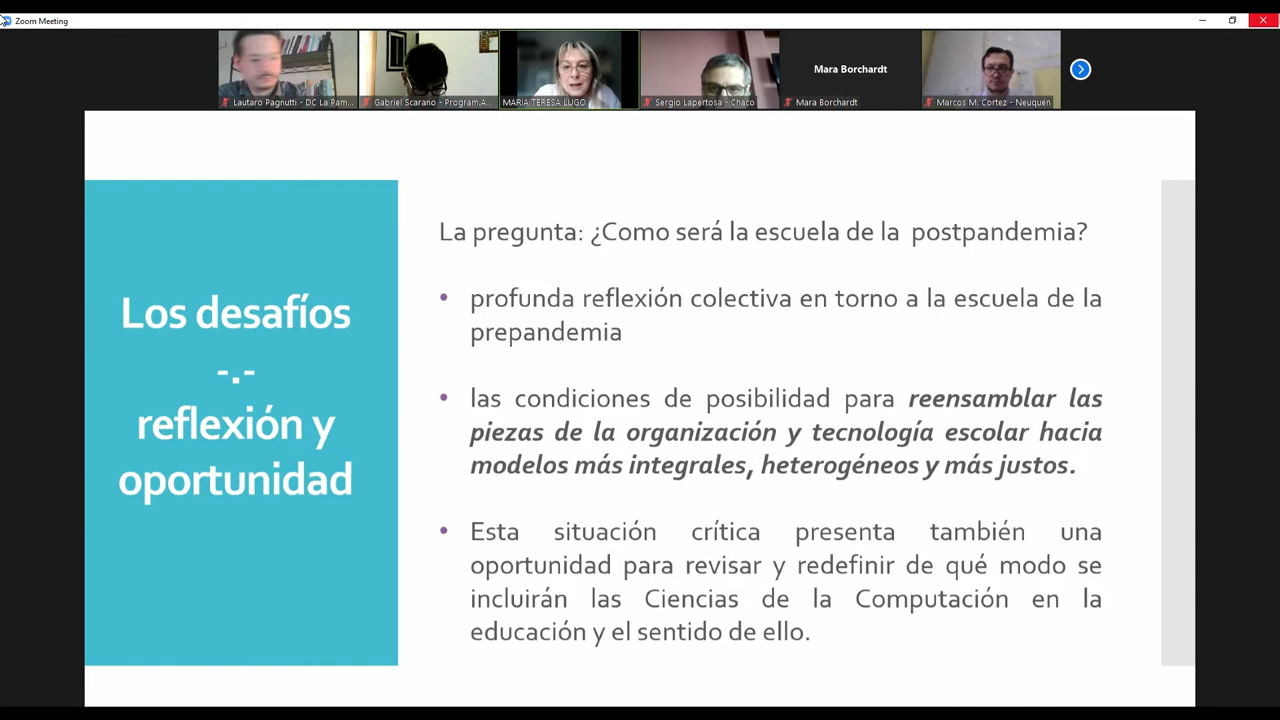 Zoom Meeting
Mara Borchardt
Lautaro Pagnutti - DC La Pam...
Gabriel Scarano - Program.A...
MARIA TERESA LUGO
Sergio Lapertosa - Chaco
Mara Borchardt
Marcos M. Cortez - Neuquén
Los desafíos
-.-
reflexión y
oportunidad
La pregunta: ¿Como será la escuela de la postpandemia?
• profunda reflexión colectiva en torno a la escuela de la
prepandemia
• las condiciones de posibilidad para reensamblar las
piezas de la organización y tecnología escolar hacia
modelos más integrales, heterogéneos y más justos.
• Esta situación crítica presenta también una
oportunidad para revisar y redefinir de qué modo se
incluirán las Ciencias de la Computación en la
educación y el sentido de ello.